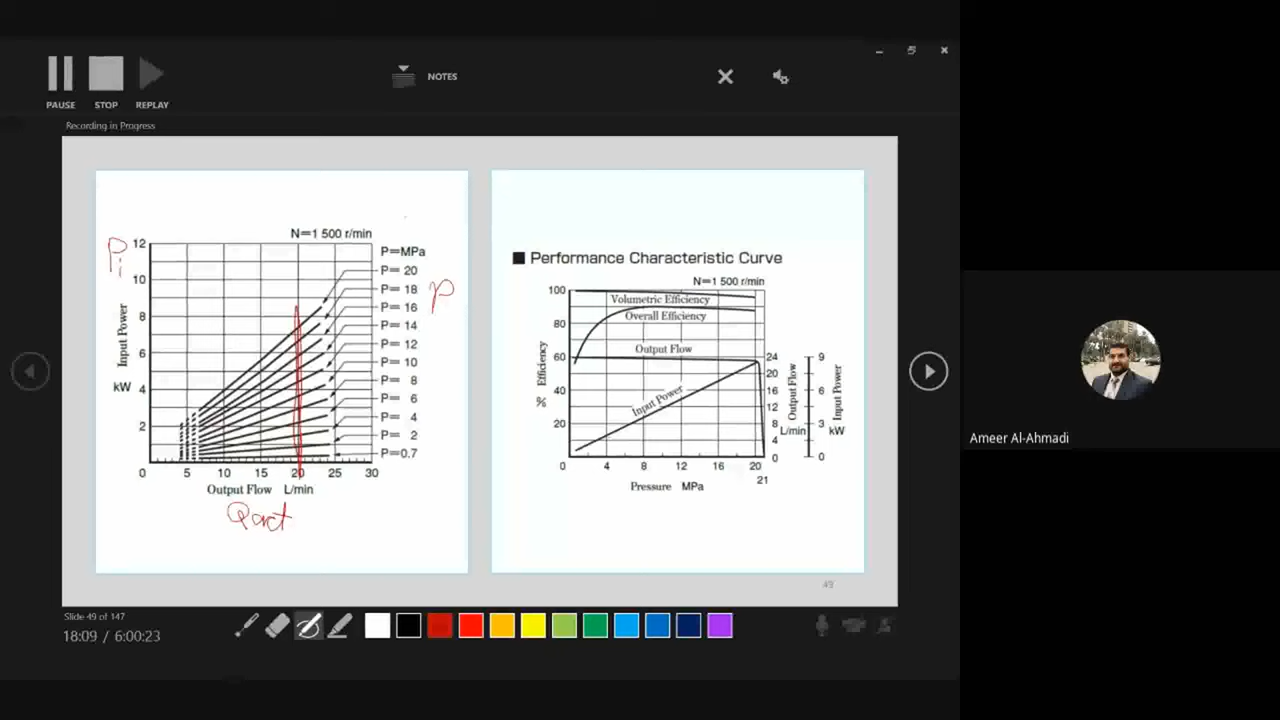 PAUSE STOP REPLAY
NOTES
Recording in Progress
N=1 500 r/min
Pi
12
10
8
6
4
2
Input Power
kW
P=MPa
P= 20
P= 18
P= 16
P= 14
P= 12
P= 10
P= 8
P= 6
P= 4
P= 2
P=0.7
P
0 5 10 15 20 25 30
Output Flow L/min
Qact
■ Performance Characteristic Curve
N=1 500 r/min
100
80
60
40
20
Efficiency
%
Volumetric Efficiency
Overall Efficiency
Output Flow
Input Power
24
20
16
12
8
4
0
Output Flow
L/min
9
6
3
0
Input Power
kW
0 4 8 12 16 20
21
Pressure MPa
49
Slide 49 of 147
18:09 / 6:00:23
Ameer Al-Ahmadi